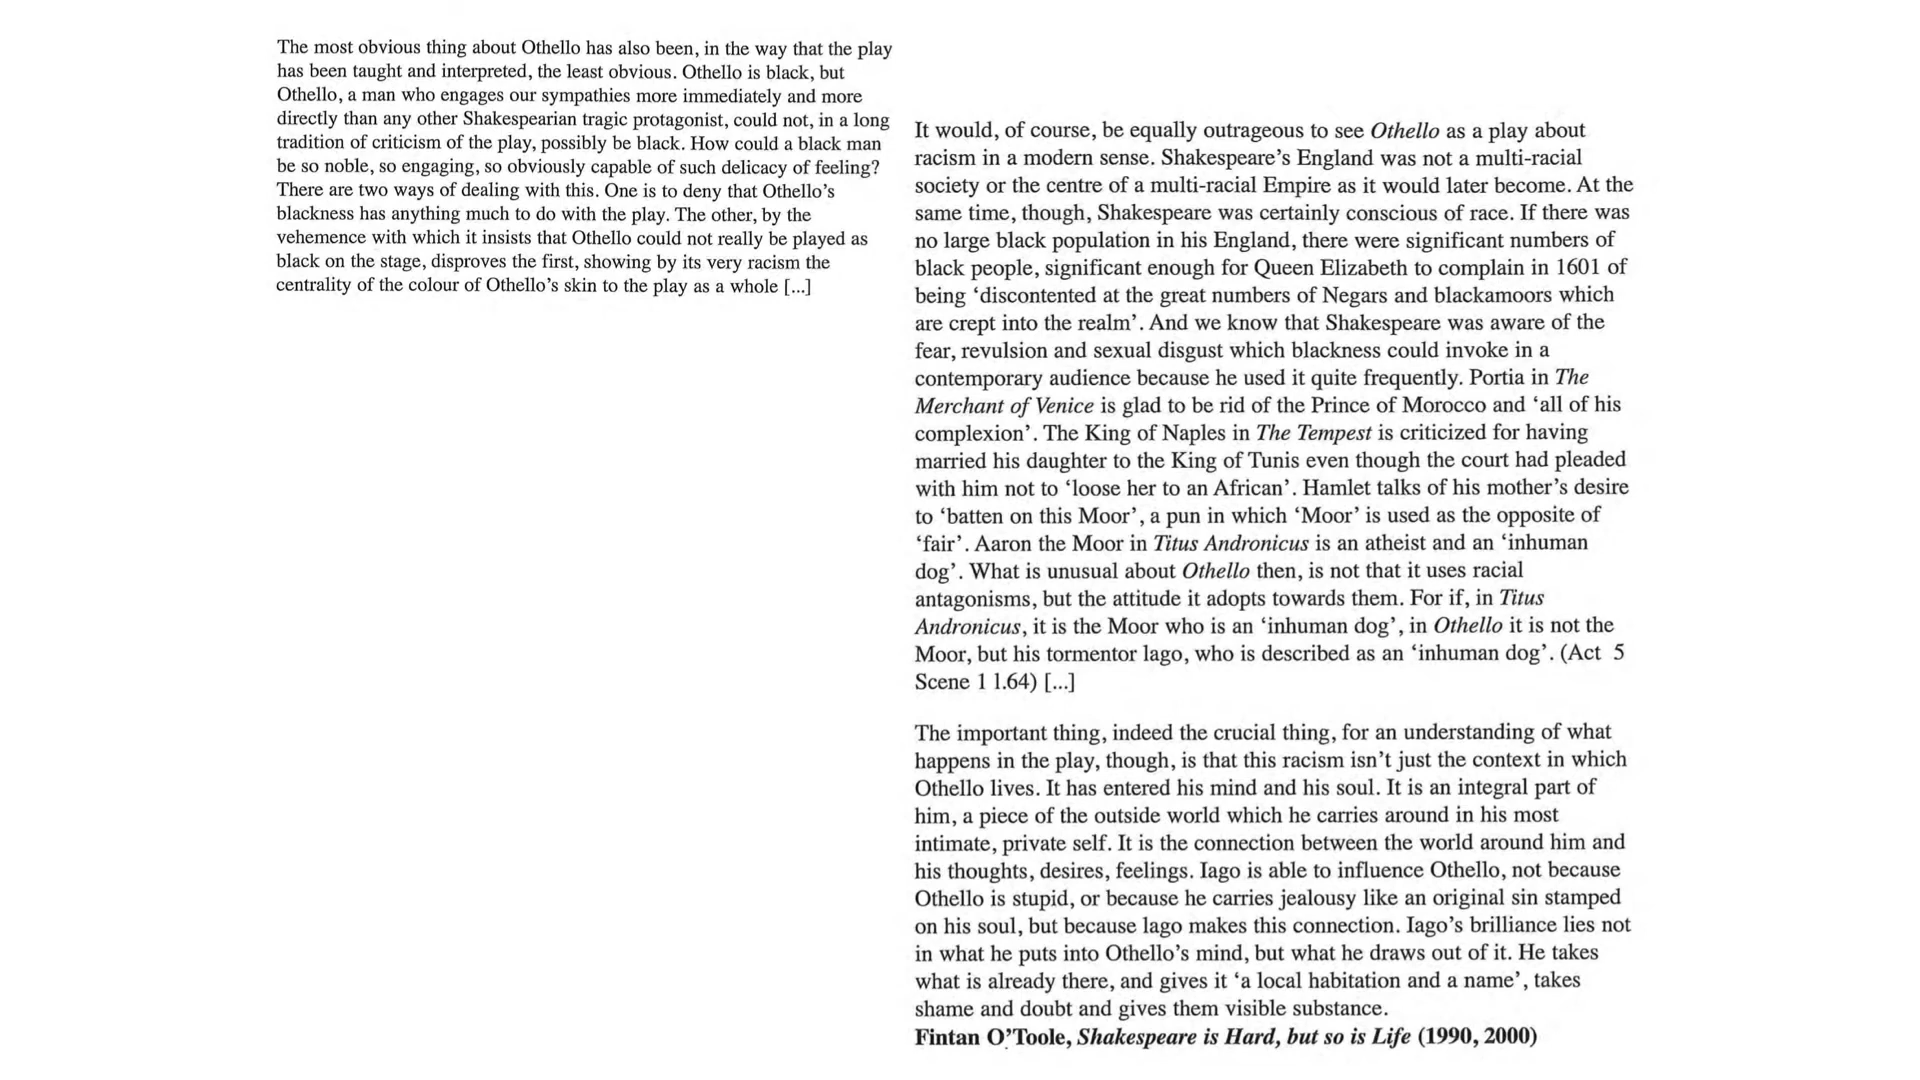 The most obvious thing about Othello has also been, in the way that the play
has been taught and interpreted, the least obvious. Othello is black, but
Othello, a man who engages our sympathies more immediately and more
directly than any other Shakespearian tragic protagonist, could not, in a long
tradition of criticism of the play, possibly be black. How could a black man
be so noble, so engaging, so obviously capable of such delicacy of feeling?
There are two ways of dealing with this. One is to deny that Othello’s
blackness has anything much to do with the play. The other, by the
vehemence with which it insists that Othello could not really be played as
black on the stage, disproves the first, showing by its very racism the
centrality of the colour of Othello’s skin to the play as a whole [...]
It would, of course, be equally outrageous to see Othello as a play about
racism in a modern sense. Shakespeare’s England was not a multi-racial
society or the centre of a multi-racial Empire as it would later become. At the
same time, though, Shakespeare was certainly conscious of race. If there was
no large black population in his England, there were significant numbers of
black people, significant enough for Queen Elizabeth to complain in 1601 of
being ‘discontented at the great numbers of Negars and blackamoors which
are crept into the realm’. And we know that Shakespeare was aware of the
fear, revulsion and sexual disgust which blackness could invoke in a
contemporary audience because he used it quite frequently. Portia in The
Merchant of Venice is glad to be rid of the Prince of Morocco and ‘all of his
complexion’. The King of Naples in The Tempest is criticized for having
married his daughter to the King of Tunis even though the court had pleaded
with him not to ‘loose her to an African’. Hamlet talks of his mother’s desire
to ‘batten on this Moor’, a pun in which ‘Moor’ is used as the opposite of
‘fair’. Aaron the Moor in Titus Andronicus is an atheist and an ‘inhuman
dog’. What is unusual about Othello then, is not that it uses racial
antagonisms, but the attitude it adopts towards them. For if, in Titus
Andronicus, it is the Moor who is an ‘inhuman dog’, in Othello it is not the
Moor, but his tormentor Iago, who is described as an ‘inhuman dog’. (Act 5
Scene 1 l.64) [...]
The important thing, indeed the crucial thing, for an understanding of what
happens in the play, though, is that this racism isn’t just the context in which
Othello lives. It has entered his mind and his soul. It is an integral part of
him, a piece of the outside world which he carries around in his most
intimate, private self. It is the connection between the world around him and
his thoughts, desires, feelings. Iago is able to influence Othello, not because
Othello is stupid, or because he carries jealousy like an original sin stamped
on his soul, but because Iago makes this connection. Iago’s brilliance lies not
in what he puts into Othello’s mind, but what he draws out of it. He takes
what is already there, and gives it ‘a local habitation and a name’, takes
shame and doubt and gives them visible substance.
Fintan O’Toole, Shakespeare is Hard, but so is Life (1990, 2000)